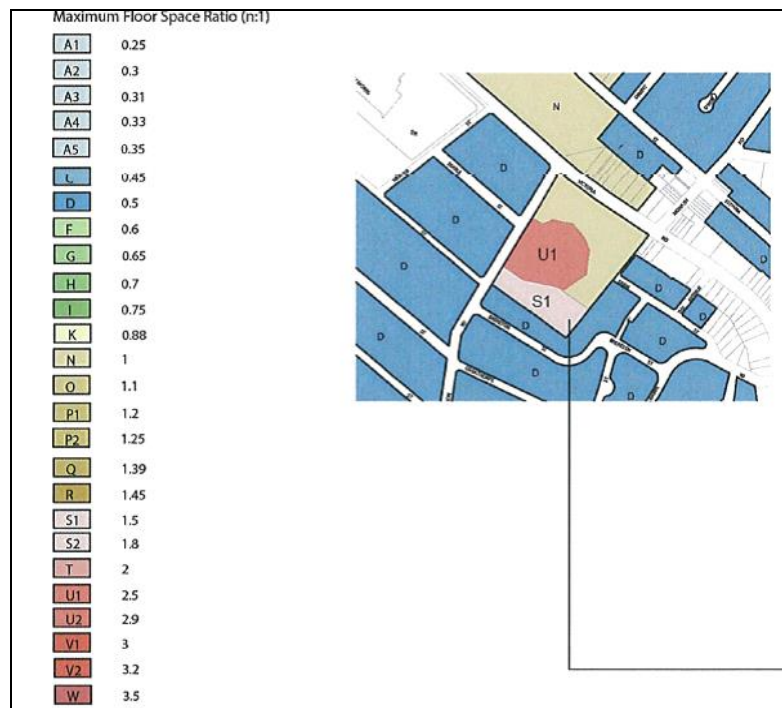 Maximum Floor Space Ratio (n:1)
A1 0.25
A2 0.3
A3 0.31
A4 0.33
A5 0.35
C 0.45
D 0.5
F 0.6
G 0.65
H 0.7
I 0.75
K 0.88
N 1
O 1.1
P1 1.2
P2 1.25
Q 1.39
R 1.45
S1 1.5
S2 1.8
T 2
U1 2.5
U2 2.9
V1 3
V2 3.2
W 3.5
N
D
D
VICTORIA
RD
D
D
D
U1
S1
D
D
D
D
D
D
D
D